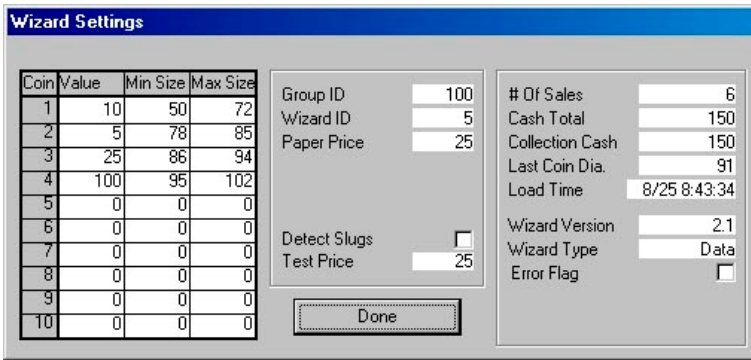 Wizard Settings
Coin Value Min Size Max Size
1 10 50 72
2 5 78 85
3 25 86 94
4 100 95 102
5 0 0 0
6 0 0 0
7 0 0 0
8 0 0 0
9 0 0 0
10 0 0 0
Group ID 100
Wizard ID 5
Paper Price 25
Detect Slugs
Test Price 25
Done
# Of Sales 6
Cash Total 150
Collection Cash 150
Last Coin Dia. 91
Load Time 8/25 8:43:34
Wizard Version 2.1
Wizard Type Data
Error Flag